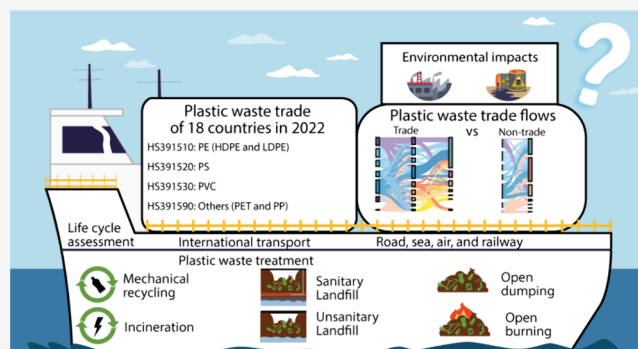 Environmental impacts
Plastic waste trade
of 18 countries in 2022
HS391510: PE (HDPE and LDPE)
HS391520: PS
HS391530: PVC
HS391590: Others (PET and PP)
Plastic waste trade flows
Trade vs Non-trade
Life cycle
assessment
International transport
Road, sea, air, and railway
Plastic waste treatment
Mechanical
recycling
Sanitary
Landfill
Open
dumping
Incineration
Unsanitary
Landfill
Open
burning
?